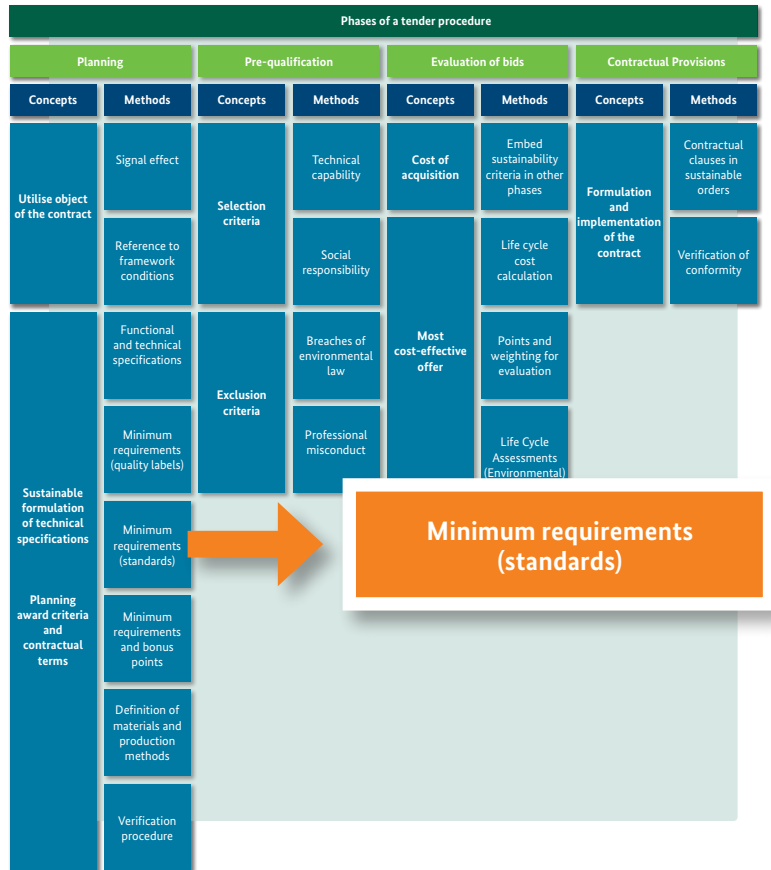 Phases of a tender procedure
Planning
Pre-qualification
Evaluation of bids
Contractual Provisions
Concepts
Methods
Concepts
Methods
Concepts
Methods
Concepts
Methods
Utilise object
of the contract
Signal effect
Reference to
framework
conditions
Sustainable
formulation
of technical
specifications
Planning
award criteria
and
contractual
terms
Functional
and technical
specifications
Minimum
requirements
(quality labels)
Minimum
requirements
(standards)
Minimum
requirements
and bonus
points
Definition of
materials and
production
methods
Verification
procedure
Selection
criteria
Technical
capability
Social
responsibility
Exclusion
criteria
Breaches of
environmental
law
Professional
misconduct
Cost of
acquisition
Embed
sustainability
criteria in other
phases
Most
cost-effective
offer
Life cycle
cost
calculation
Points and
weighting for
evaluation
Life Cycle
Assessments
(Environmental)
Formulation
and
implementation
of the
contract
Contractual
clauses in
sustainable
orders
Verification of
conformity
Minimum requirements
(standards)